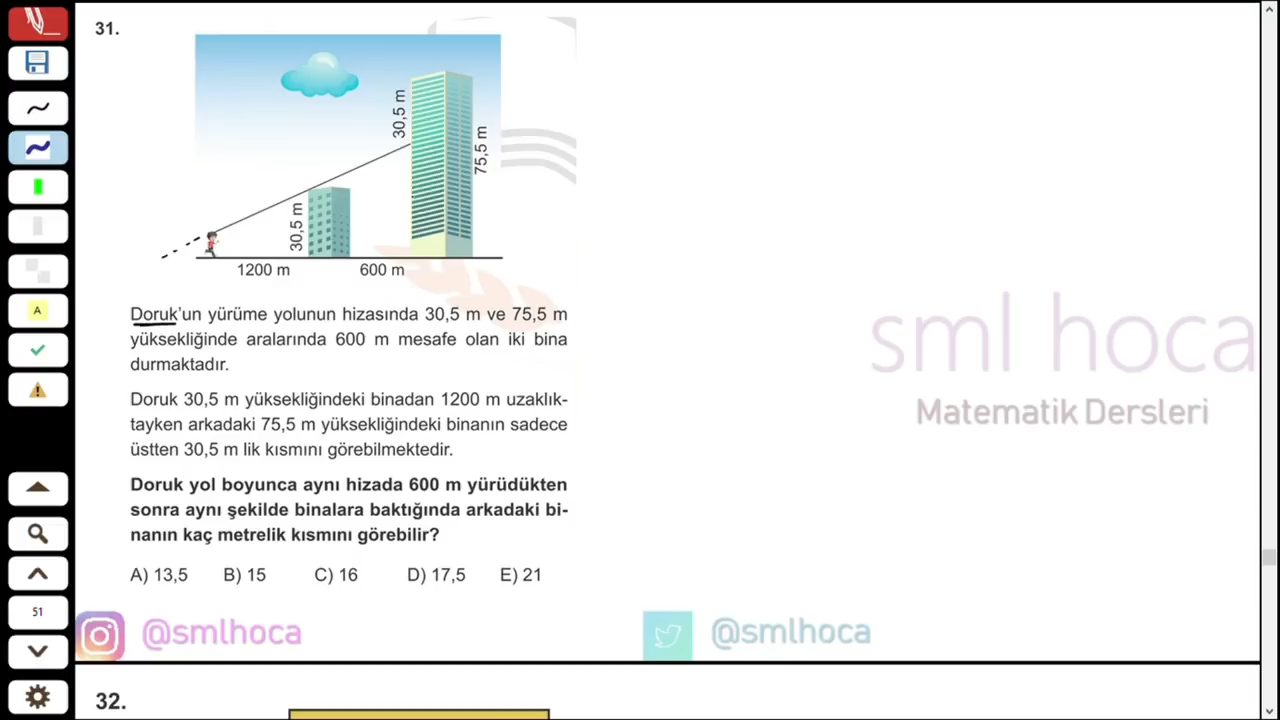 31.
30,5 m
75,5 m
30,5 m
1200 m
600 m
Doruk'un yürüme yolunun hizasında 30,5 m ve 75,5 m
yüksekliğinde aralarında 600 m mesafe olan iki bina
durmaktadır.
Doruk 30,5 m yüksekliğindeki binadan 1200 m uzaklık-
tayken arkadaki 75,5 m yüksekliğindeki binanın sadece
üstten 30,5 m lik kısmını görebilmektedir.
Doruk yol boyunca aynı hizada 600 m yürüdükten
sonra aynı şekilde binalara baktığında arkadaki bi-
nanın kaç metrelik kısmını görebilir?
A) 13,5 B) 15 C) 16 D) 17,5 E) 21
sml hoca
Matematik Dersleri
@smlhoca
@smlhoca
32.
A
51